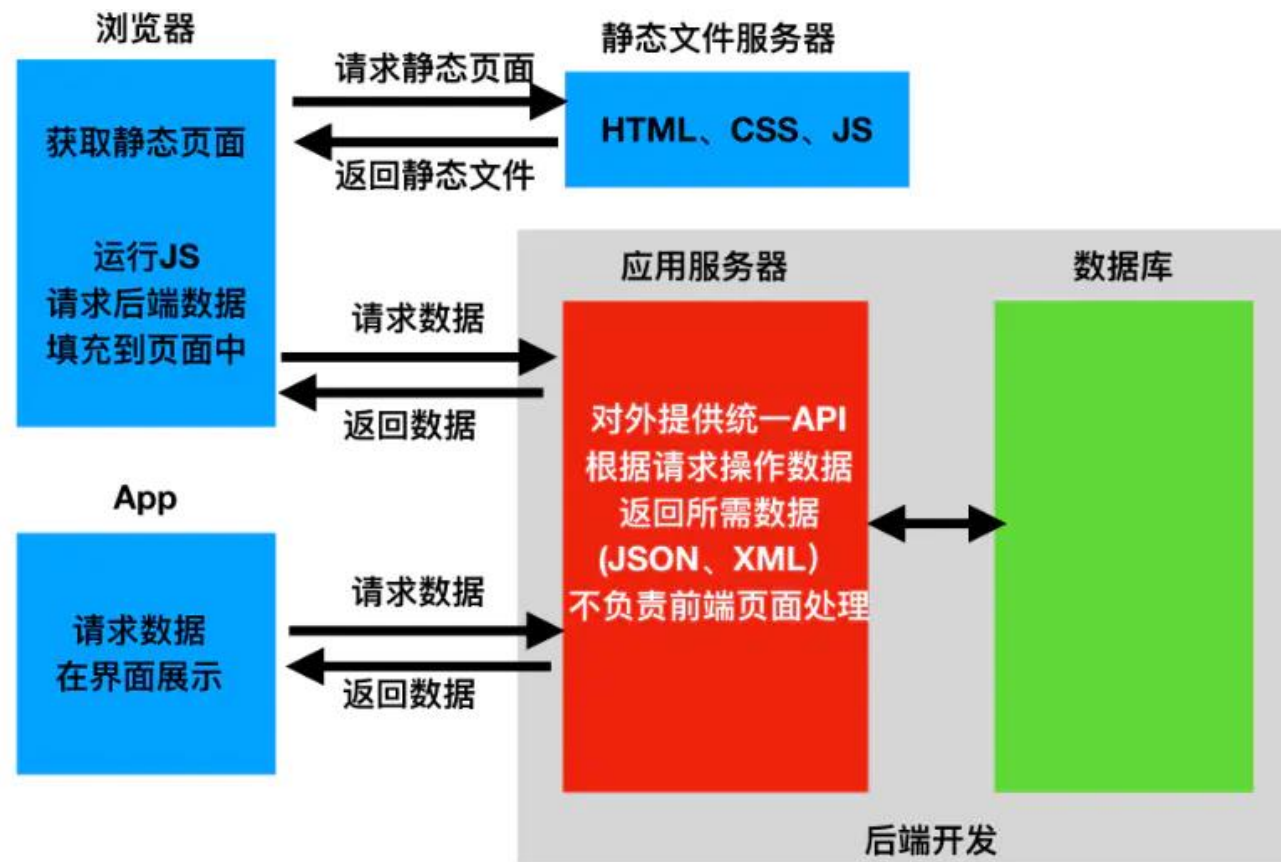 浏览器
静态文件服务器
请求静态页面
获取静态页面
HTML、CSS、JS
返回静态文件
运行JS
请求后端数据
填充到页面中
应用服务器
数据库
请求数据
返回数据
对外提供统一API
根据请求操作数据
返回所需数据
(JSON、XML）
不负责前端页面处理
App
请求数据
在界面展示
请求数据
返回数据
后端开发